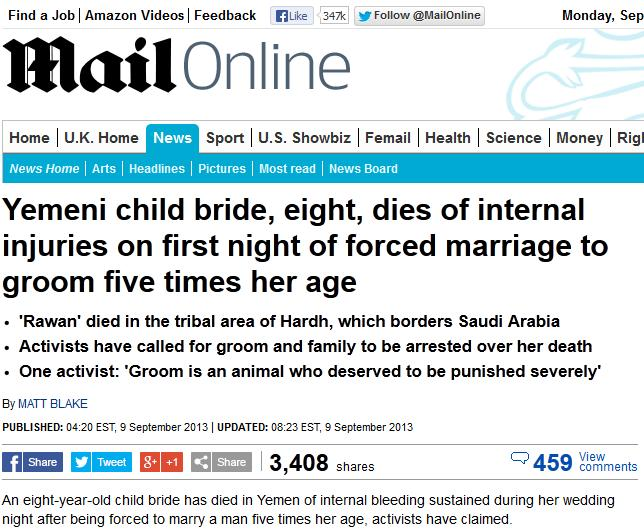 Find a Job | Amazon Videos | Feedback Like 347k Follow @MailOnline Monday, Sep
Mail Online
Home | U.K. Home News Sport | U.S. Showbiz | Femail | Health | Science | Money | Righ
News Home | Arts | Headlines | Pictures | Most read | News Board
Yemeni child bride, eight, dies of internal
injuries on first night of forced marriage to
groom five times her age
• 'Rawan' died in the tribal area of Hardh, which borders Saudi Arabia
• Activists have called for groom and family to be arrested over her death
• One activist: 'Groom is an animal who deserved to be punished severely'
By MATT BLAKE
PUBLISHED: 04:20 EST, 9 September 2013 | UPDATED: 08:23 EST, 9 September 2013
Share Tweet +1 Share 3,408 shares 459 View
comments
An eight-year-old child bride has died in Yemen of internal bleeding sustained during her wedding
night after being forced to marry a man five times her age, activists have claimed.